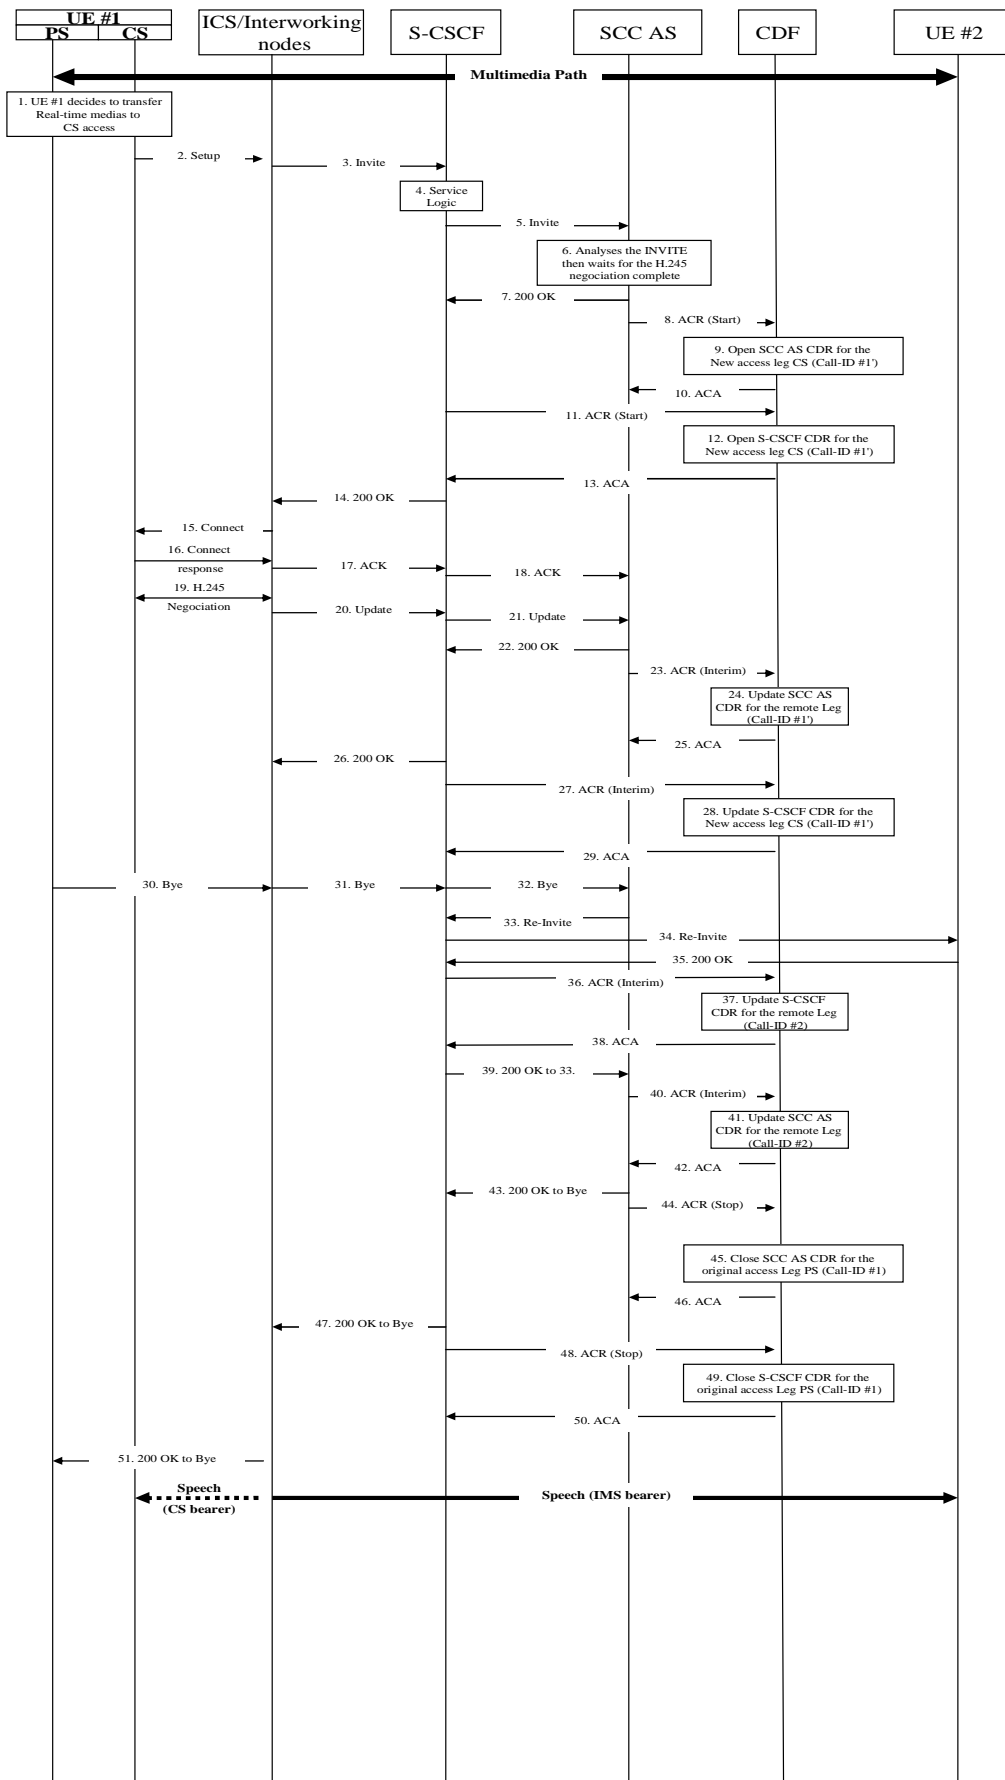 UE #1
PS
CS
ICS/Interworking
nodes
S-CSCF
SCC AS
CDF
UE #2
Multimedia Path
1. UE #1 decides to transfer
Real-time medias to
CS access
2. Setup
3. Invite
4. Service
Logic
5. Invite
6. Analyses the INVITE
then waits for the H.245
negociation complete
7. 200 OK
8. ACR (Start)
9. Open SCC AS CDR for the
New access leg CS (Call-ID #1')
10. ACA
11. ACR (Start)
12. Open S-CSCF CDR for the
New access leg CS (Call-ID #1')
13. ACA
14. 200 OK
15. Connect
16. Connect
response
17. ACK
18. ACK
19. H.245
Negociation
20. Update
21. Update
22. 200 OK
23. ACR (Interim)
24. Update SCC AS
CDR for the remote Leg
(Call-ID #1')
25. ACA
26. 200 OK
27. ACR (Interim)
28. Update S-CSCF CDR for the
New access leg CS (Call-ID #1')
29. ACA
30. Bye
31. Bye
32. Bye
33. Re-Invite
34. Re-Invite
35. 200 OK
36. ACR (Interim)
37. Update S-CSCF
CDR for the remote Leg
(Call-ID #2)
38. ACA
39. 200 OK to 33.
40. ACR (Interim)
41. Update SCC AS
CDR for the remote Leg
(Call-ID #2)
42. ACA
43. 200 OK to Bye
44. ACR (Stop)
45. Close SCC AS CDR for the
original access Leg PS (Call-ID #1)
46. ACA
47. 200 OK to Bye
48. ACR (Stop)
49. Close S-CSCF CDR for the
original access Leg PS (Call-ID #1)
50. ACA
51. 200 OK to Bye
Speech
(CS bearer)
Speech (IMS bearer)